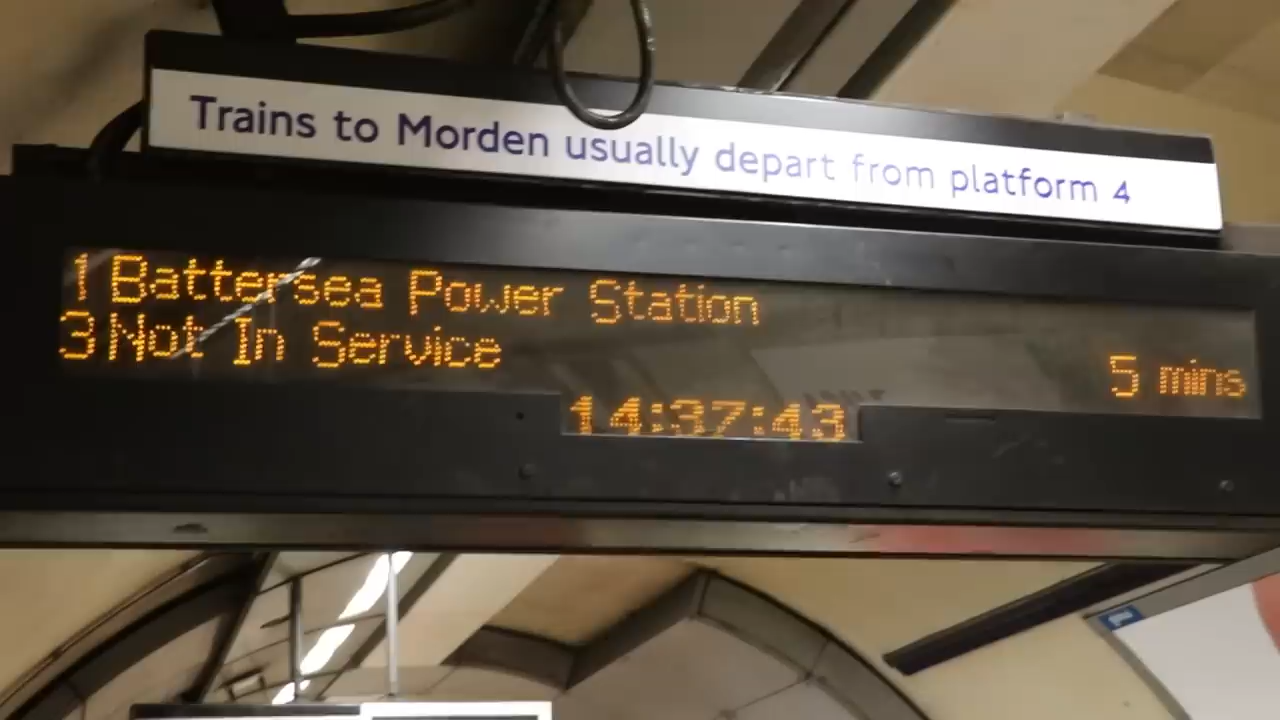 Trains to Morden usually depart from platform 4
1 Battersea Power Station
3 Not In Service 5 mins
14:37:43